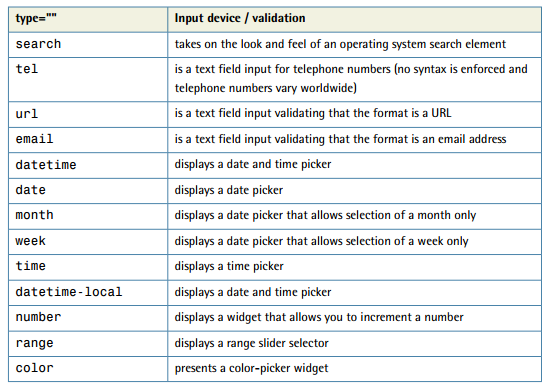 type="" Input device / validation
search takes on the look and feel of an operating system search element
tel is a text field input for telephone numbers (no syntax is enforced and
telephone numbers vary worldwide)
url is a text field input validating that the format is a URL
email is a text field input validating that the format is an email address
datetime displays a date and time picker
date displays a date picker
month displays a date picker that allows selection of a month only
week displays a date picker that allows selection of a week only
time displays a time picker
datetime-local displays a date and time picker
number displays a widget that allows you to increment a number
range displays a range slider selector
color presents a color-picker widget